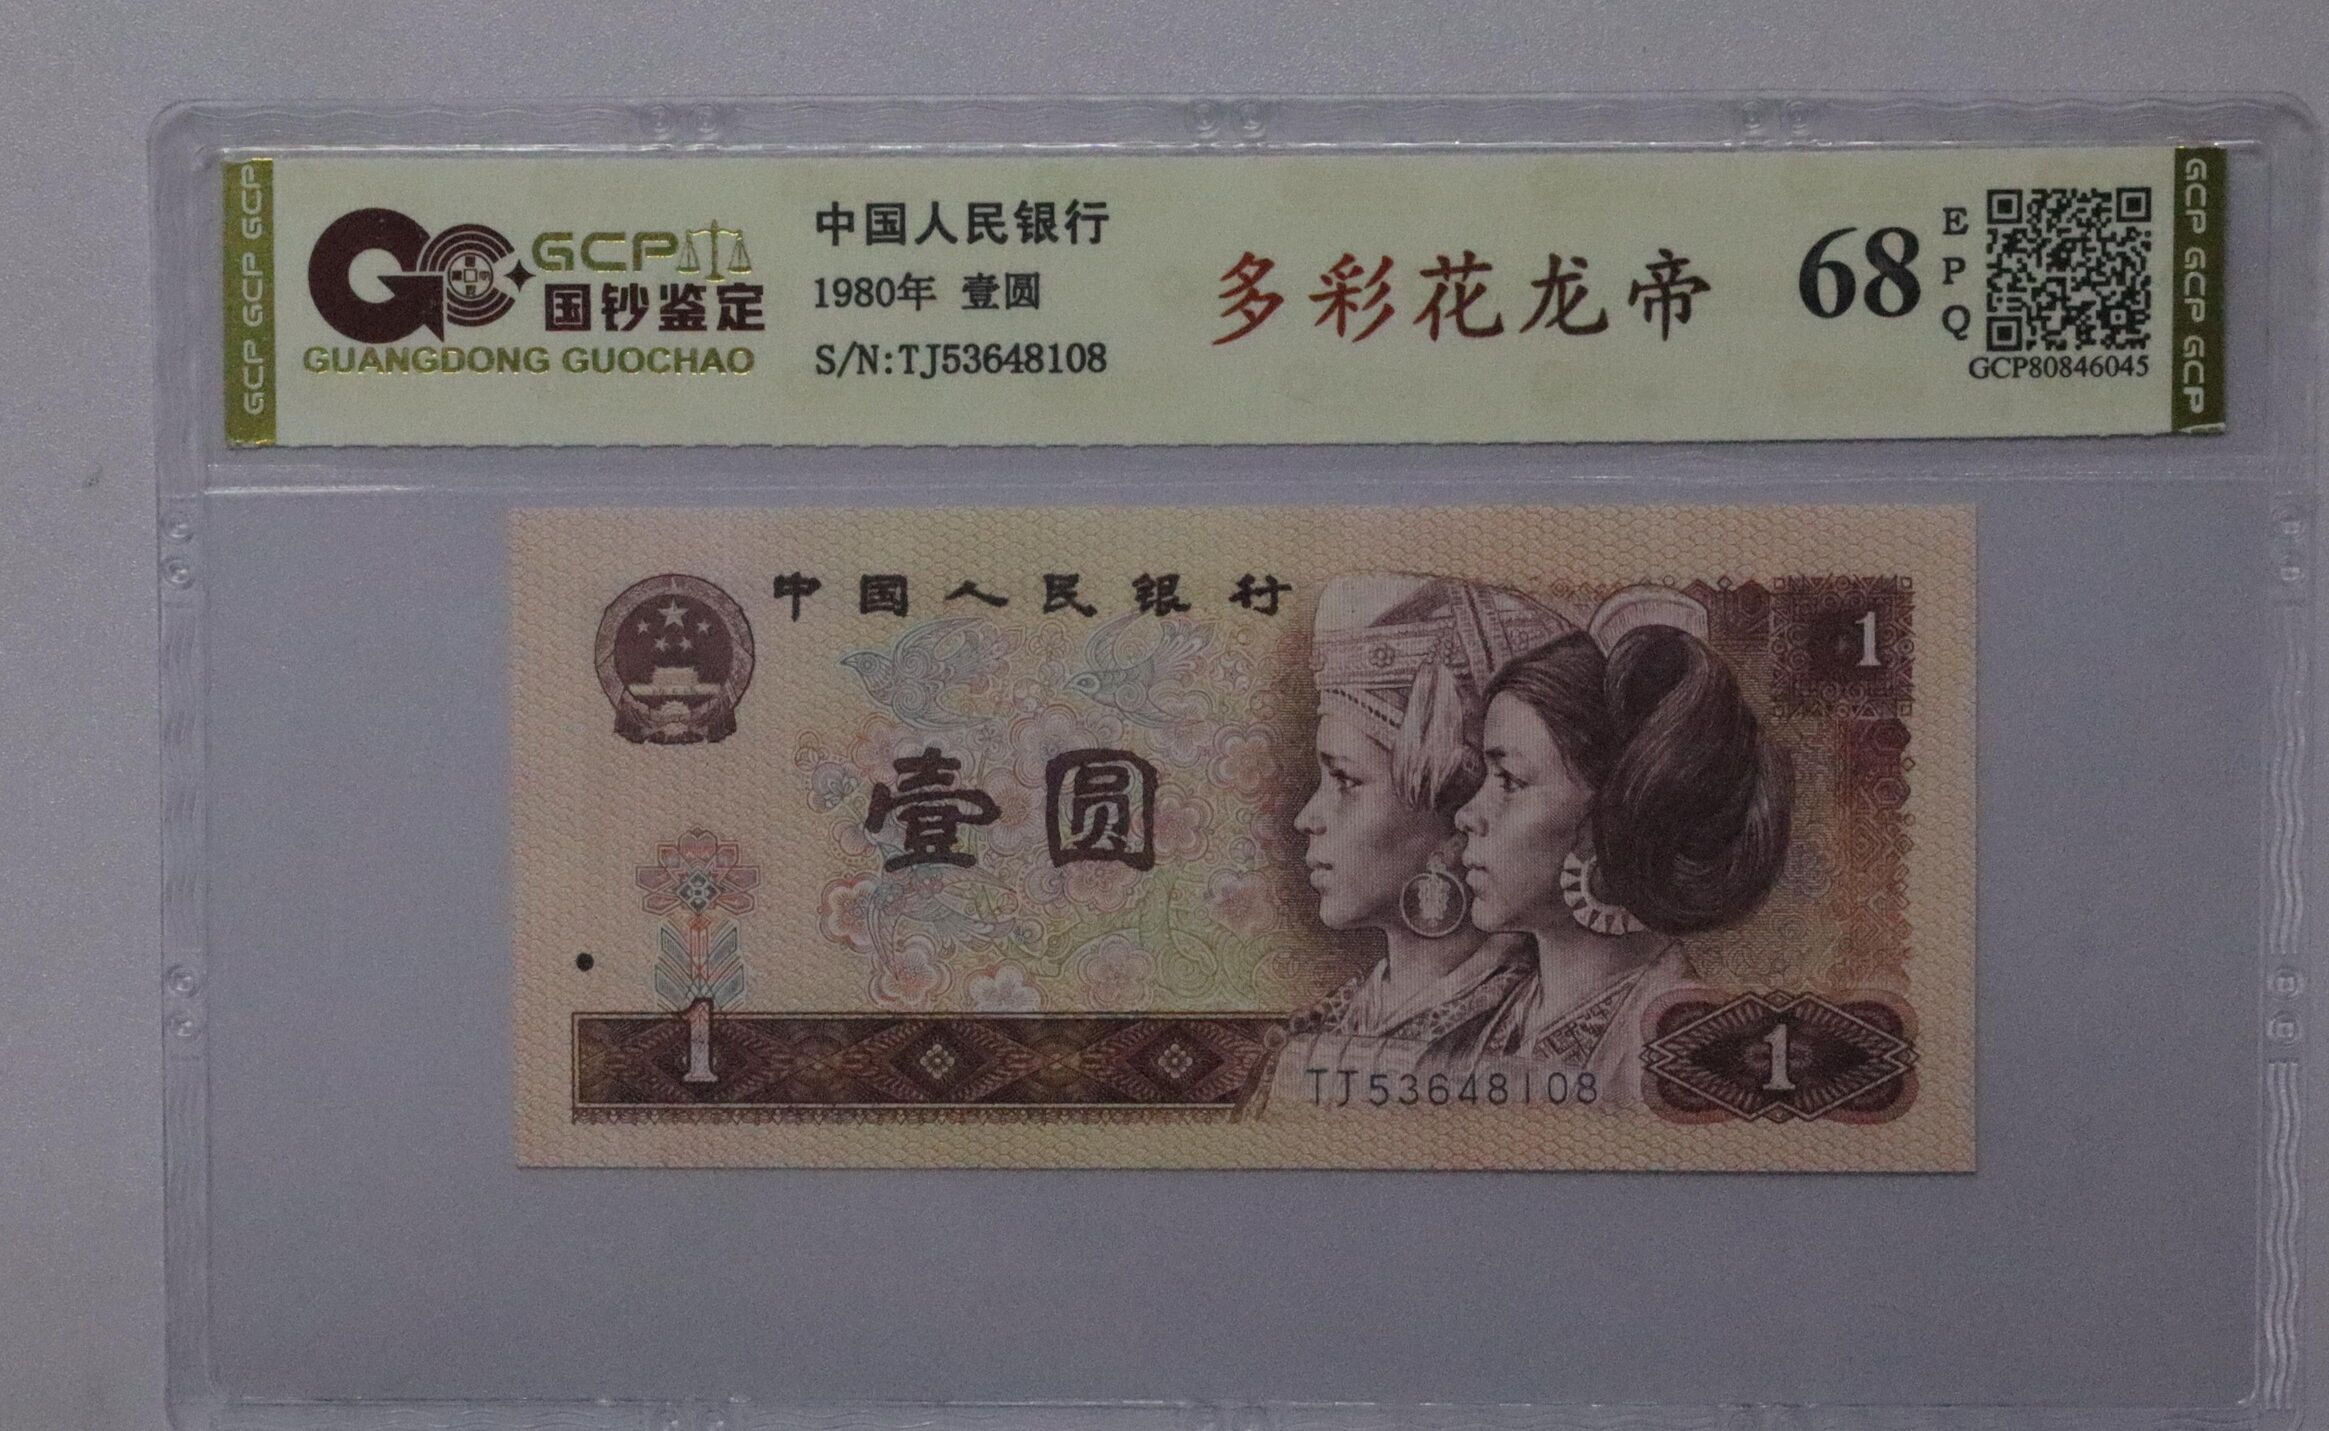 GCP GCP GCP
GCP
国钞鉴定
GUANGDONG GUOCHAO
中国人民银行
1980年 壹圆
S/N:TJ53648108
多彩花龙帝
68
EPQ
GCP80846045
GCP GCP GCP
中国人民银行
1
壹圆
1
TJ53648108
1